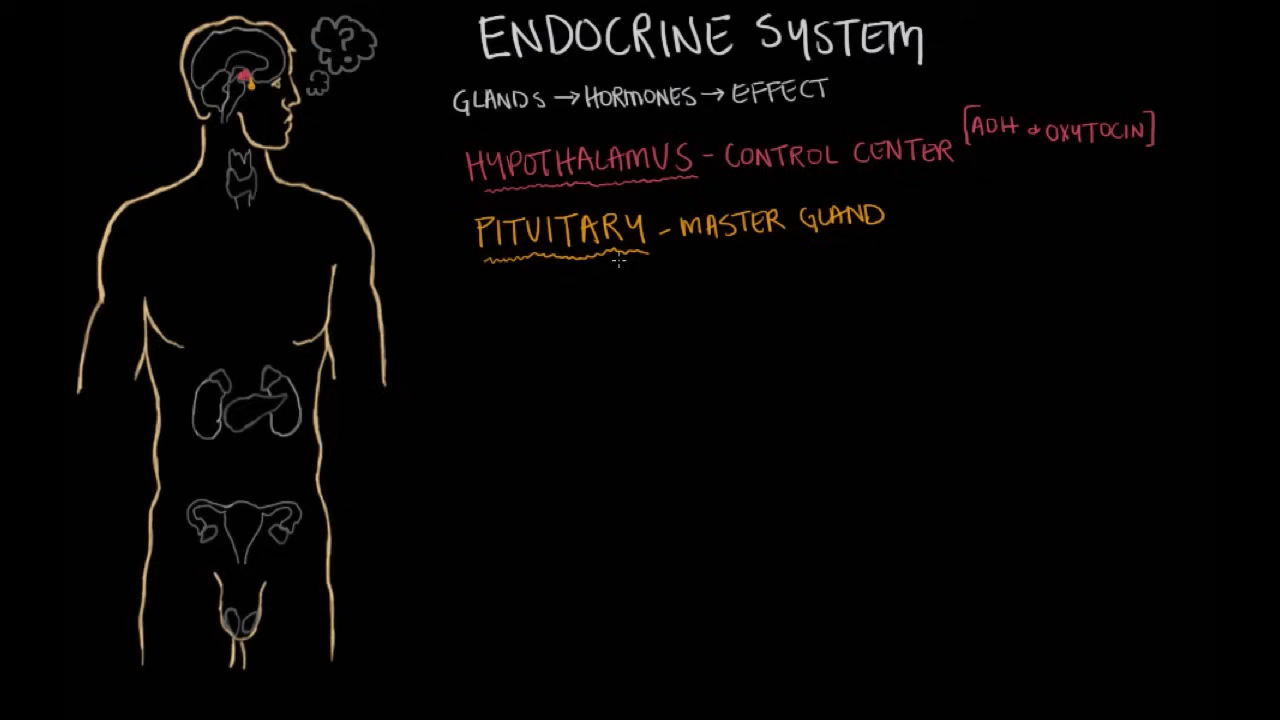 ?
ENDOCRINE SYSTEM
GLANDS → HORMONES → EFFECT
HYPOTHALAMUS - CONTROL CENTER [ADH & OXYTOCIN]
PITUITARY - MASTER GLAND